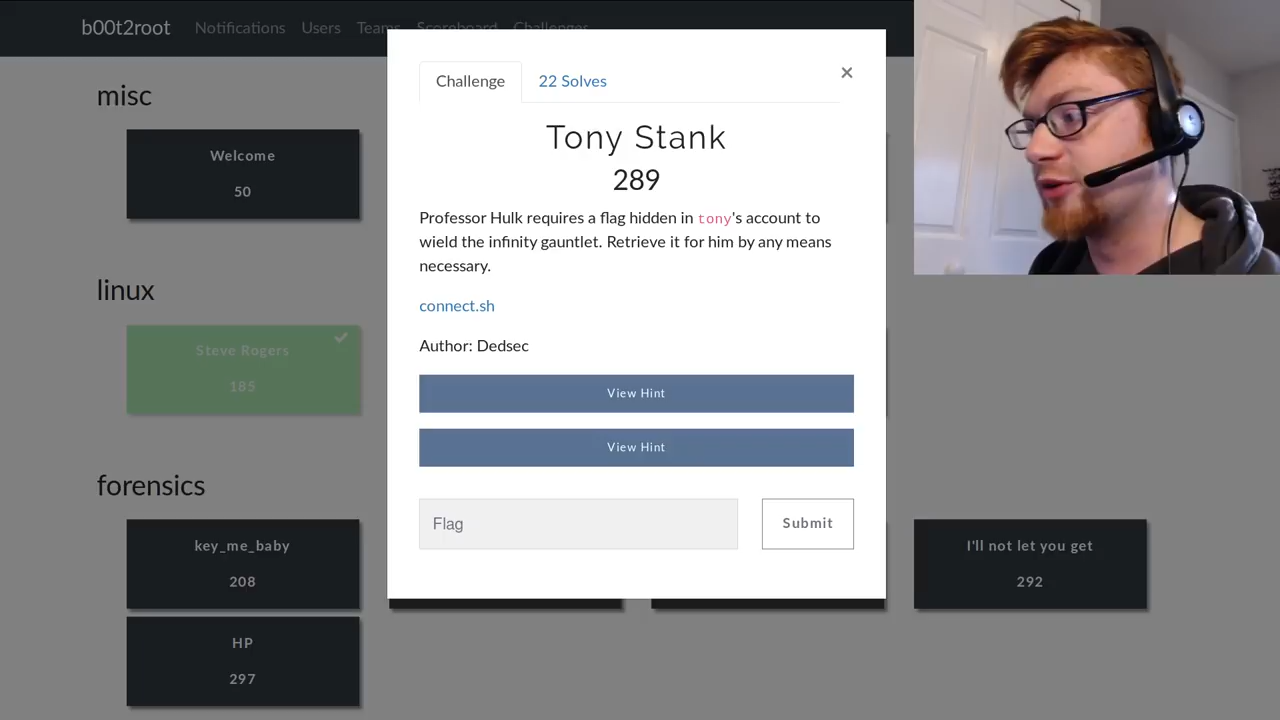 b00t2root Notifications Users Teams Scoreboard Challenges
misc
Welcome
50
linux
Steve Rogers
185
forensics
key_me_baby
208
HP
297
I'll not let you get
292
Challenge
22 Solves
×
Tony Stank
289
Professor Hulk requires a flag hidden in tony's account to
wield the infinity gauntlet. Retrieve it for him by any means
necessary.
connect.sh
Author: Dedsec
View Hint
View Hint
Flag
Submit